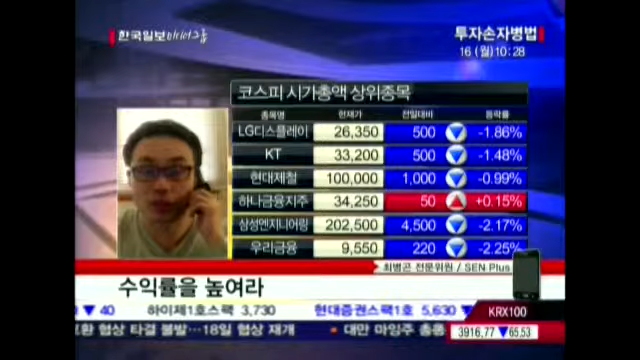 한국일보 미디어그룹
투자손자병법
16 (월) 10:28
코스피 시가총액 상위종목
종목명 현재가 전일대비 등락률
LG디스플레이 26,350 500 ▼ -1.86%
KT 33,200 500 ▼ -1.48%
현대제철 100,000 1,000 ▼ -0.99%
하나금융지주 34,250 50 ▲ +0.15%
삼성엔지니어링 202,500 4,500 ▼ -2.17%
우리금융 9,550 220 ▼ -2.25%
최병곤 전문위원 / SEN Plus
수익률을 높여라
▼ 40 하이제1호스팩 3,730 현대증권스팩1호 5,630 ▼
KRX100
환 협상 타결 불발…18일 협상 재개 • 대만 마잉주 총통
3916.77 ▼65.53